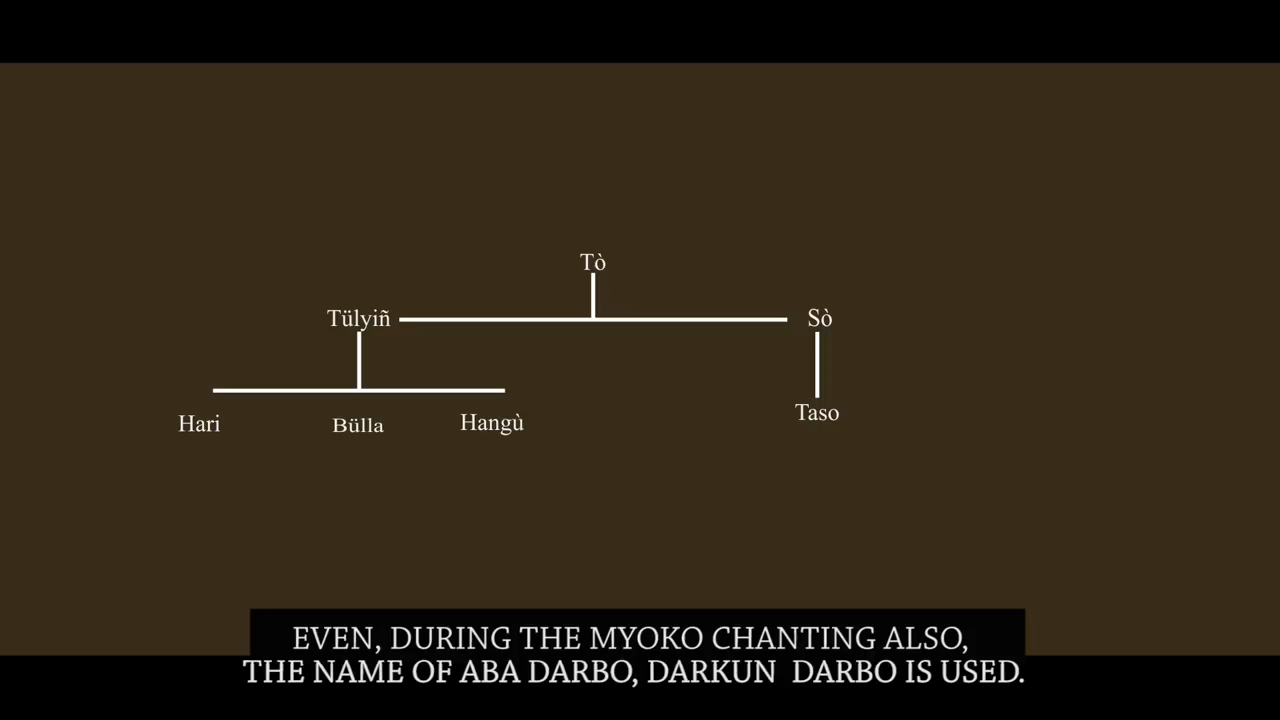 Tò
Tülyiñ Sò
Taso
Hari Bülla Hangù
EVEN, DURING THE MYOKO CHANTING ALSO,
THE NAME OF ABA DARBO, DARKUN DARBO IS USED.